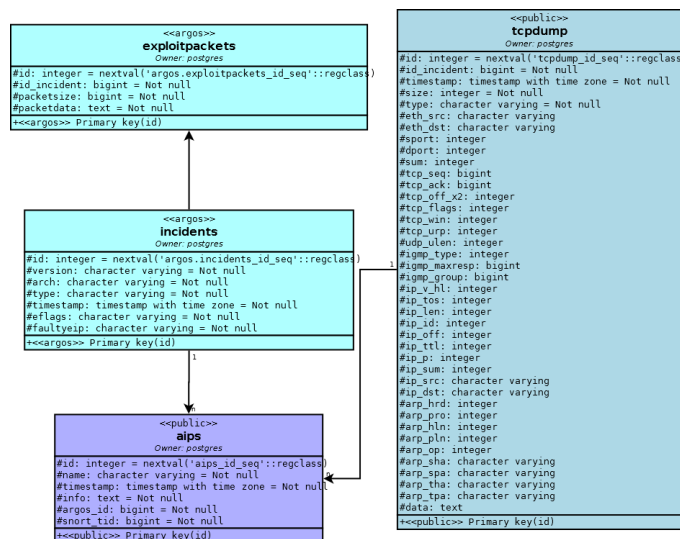 <<argos>>
exploitpackets
Owner: postgres
#id: integer = nextval('argos.exploitpackets_id_seq'::regclass)
#id_incident: bigint = Not null
#packetsize: bigint = Not null
#packetdata: text = Not null
+<<argos>> Primary key(id)
<<argos>>
incidents
Owner: postgres
#id: integer = nextval('argos.incidents_id_seq'::regclass)
#version: character varying = Not null
#arch: character varying = Not null
#type: character varying = Not null
#timestamp: timestamp with time zone = Not null
#eflags: character varying = Not null
#faultyeip: character varying = Not null
+<<argos>> Primary key(id)
1
n
<<public>>
aips
Owner: postgres
#id: integer = nextval('aips_id_seq'::regclass)
#name: character varying = Not null
#timestamp: timestamp with time zone = Not null
#info: text = Not null
#argos_id: bigint = Not null
#snort_tid: bigint = Not null
+<<public>> Primary key(id)
1
n
<<public>>
tcpdump
Owner: postgres
#id: integer = nextval('tcpdump_id_seq'::regclass)
#id_incident: bigint = Not null
#timestamp: timestamp with time zone = Not null
#size: integer = Not null
#type: character varying = Not null
#eth_src: character varying
#eth_dst: character varying
#sport: integer
#dport: integer
#sum: integer
#tcp_seq: bigint
#tcp_ack: bigint
#tcp_off_x2: integer
#tcp_flags: integer
#tcp_win: integer
#tcp_urp: integer
#udp_ulen: integer
#igmp_type: integer
#igmp_maxresp: bigint
#igmp_group: bigint
#ip_v_hl: integer
#ip_tos: integer
#ip_len: integer
#ip_id: integer
#ip_off: integer
#ip_ttl: integer
#ip_p: integer
#ip_sum: integer
#ip_src: character varying
#ip_dst: character varying
#arp_hrd: integer
#arp_pro: integer
#arp_hln: integer
#arp_pln: integer
#arp_op: integer
#arp_sha: character varying
#arp_spa: character varying
#arp_tha: character varying
#arp_tpa: character varying
#data: text
+<<public>> Primary key(id)